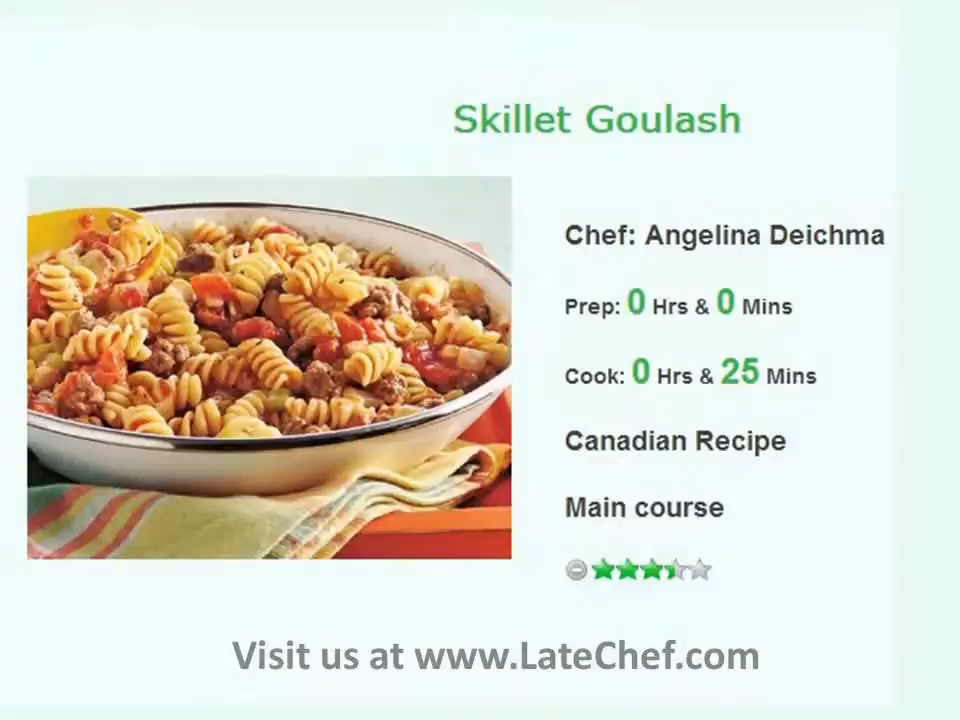 Skillet Goulash
Chef: Angelina Deichma
Prep: 0 Hrs & 0 Mins
Cook: 0 Hrs & 25 Mins
Canadian Recipe
Main course
Visit us at www.LateChef.com